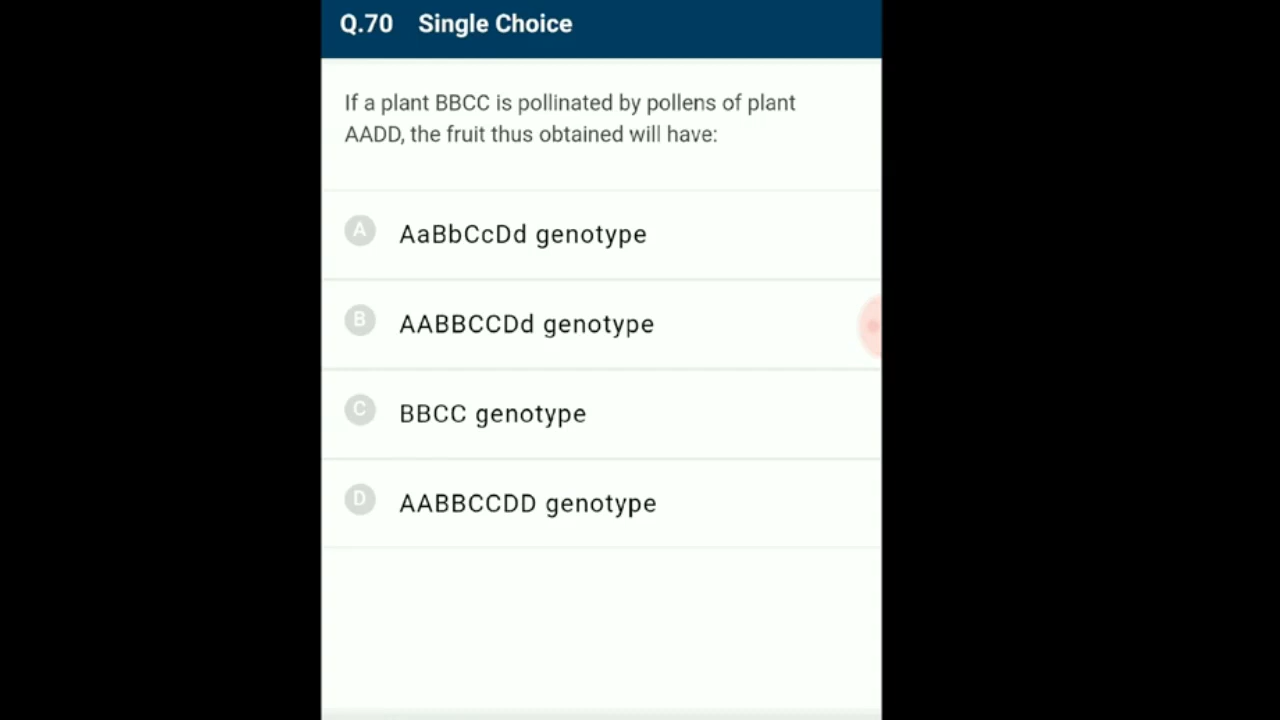 Q.70 Single Choice
If a plant BBCC is pollinated by pollens of plant
AADD, the fruit thus obtained will have:
A AaBbCcDd genotype
B AABBCCDd genotype
C BBCC genotype
D AABBCCDD genotype